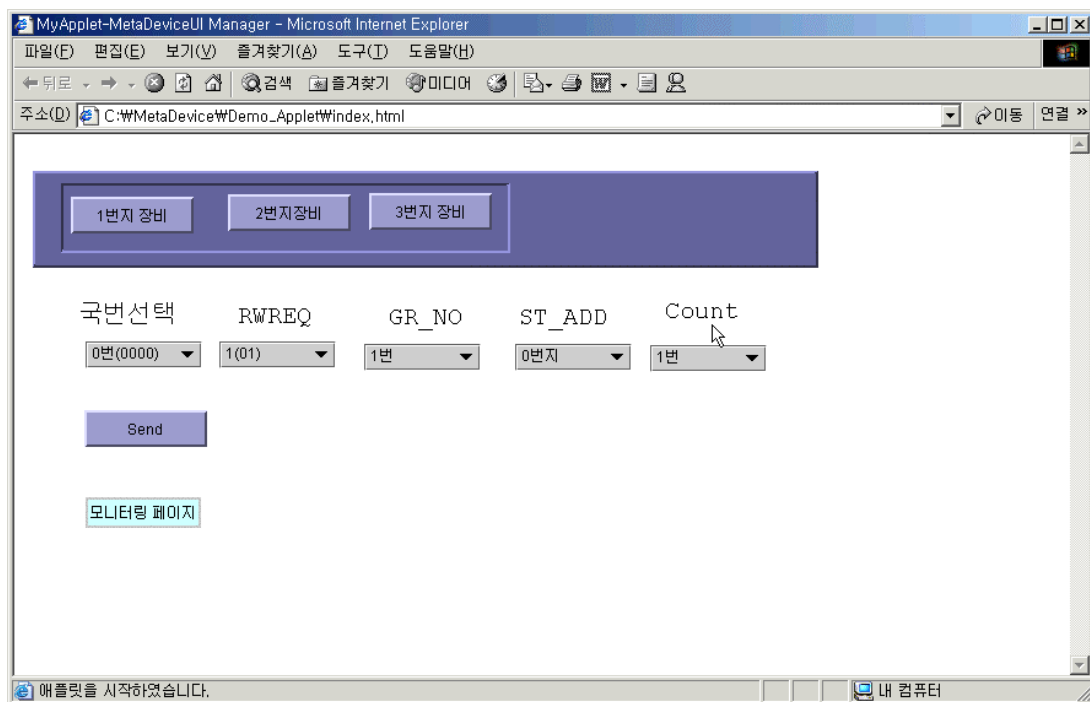 MyApplet-MetaDeviceUI Manager - Microsoft Internet Explorer
파일(F) 편집(E) 보기(V) 즐겨찾기(A) 도구(T) 도움말(H)
뒤로 검색 즐겨찾기 미디어
주소(D) C:₩MetaDevice₩Demo_Applet₩index.html 이동 연결 »
1번지 장비 2번지장비 3번지 장비
국번선택 RWREQ GR_NO ST_ADD Count
0번(0000) 1(01) 1번 0번지 1번
Send
모니터링 페이지
애플릿을 시작하였습니다. 내 컴퓨터